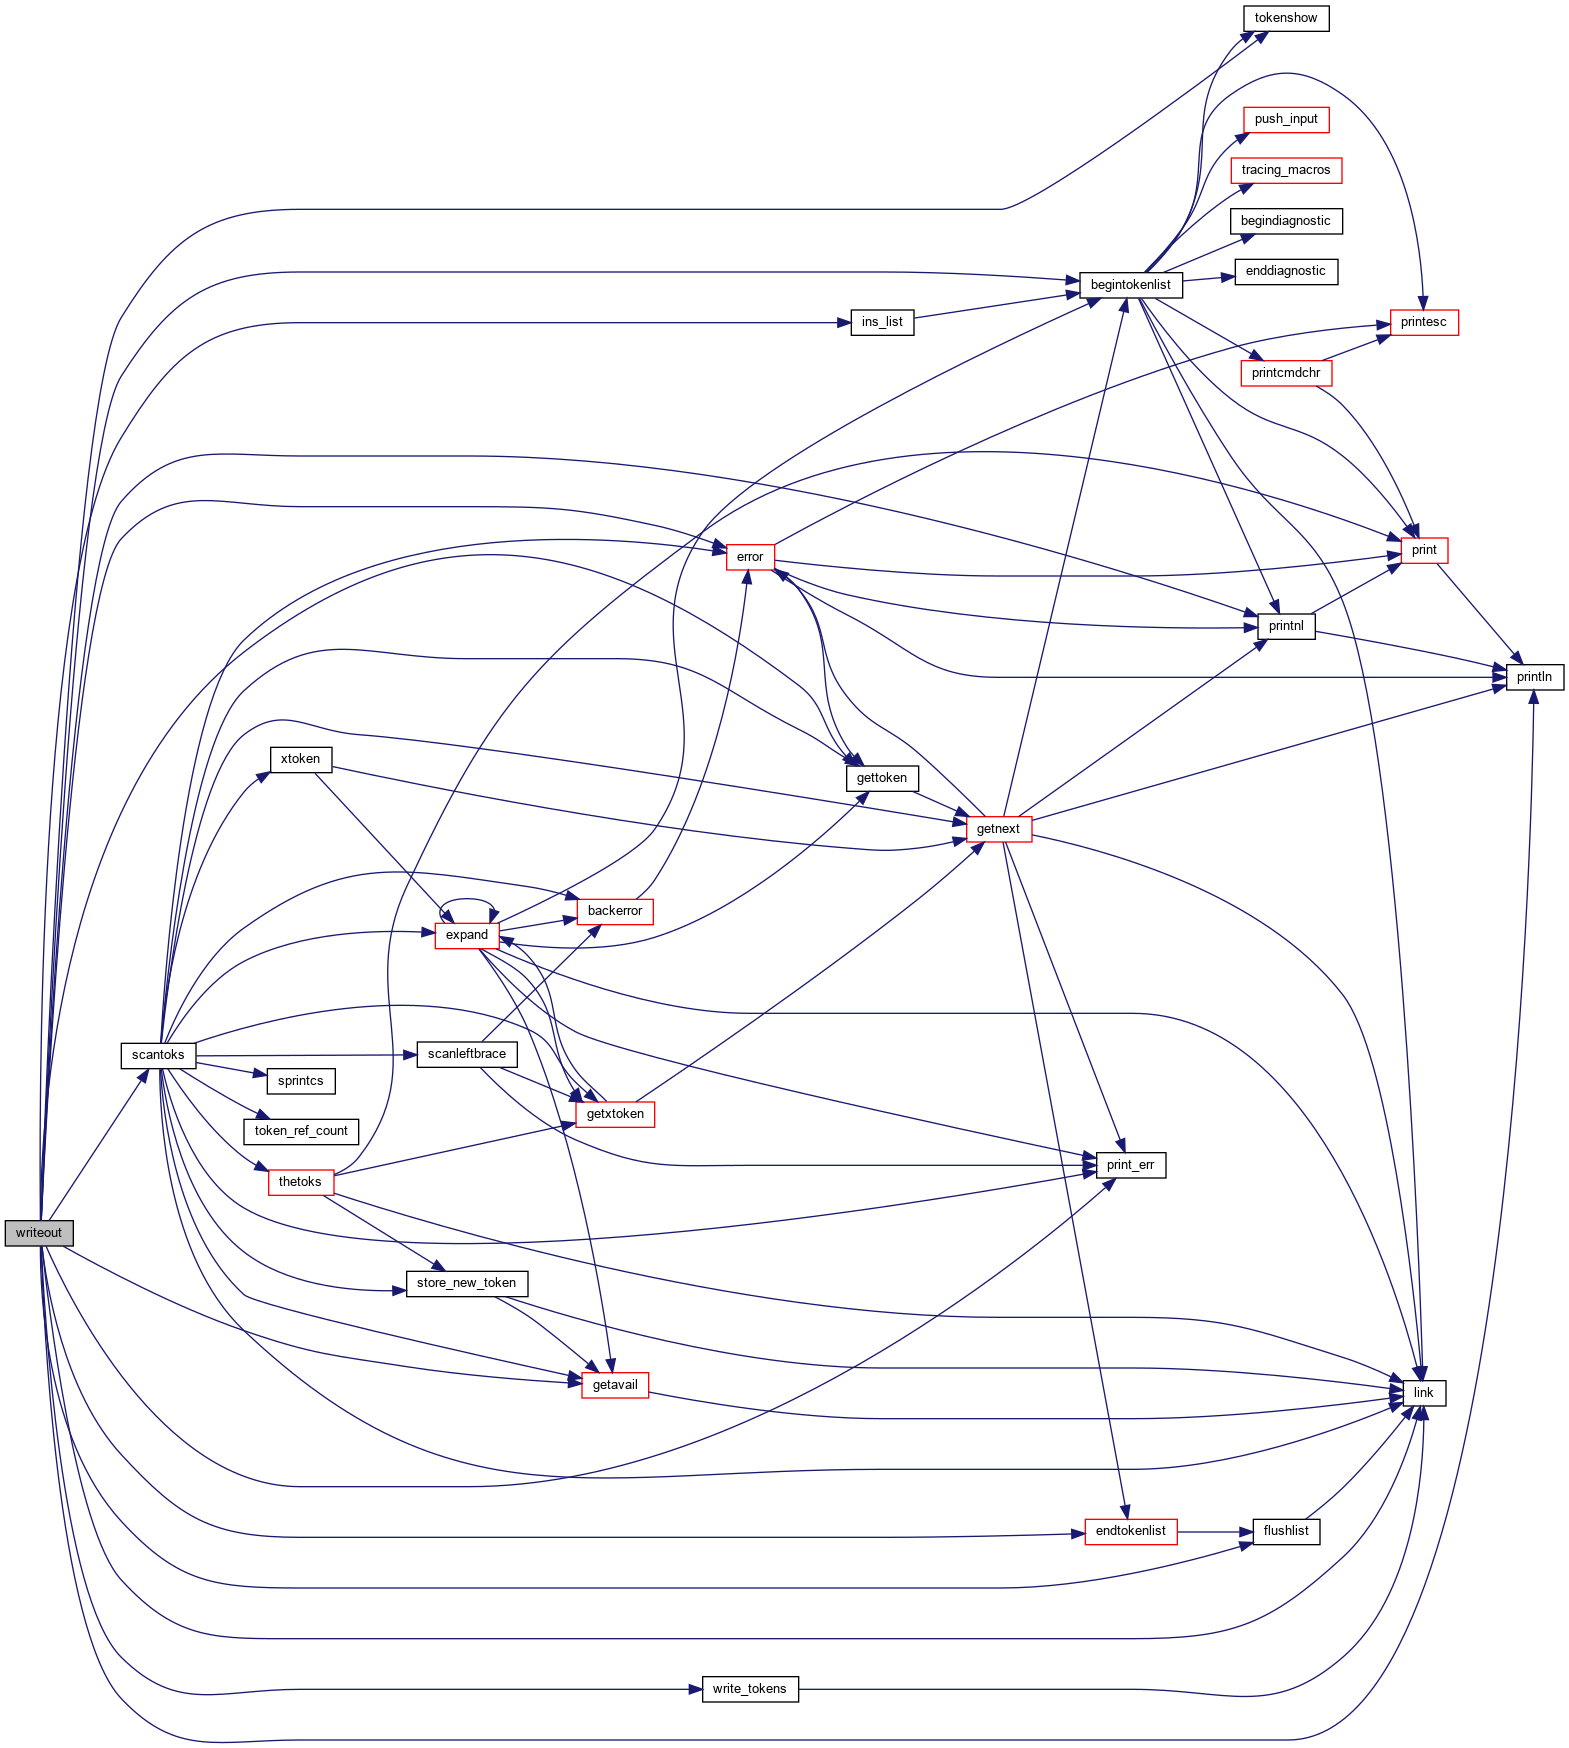 tokenshow
push_input
tracing_macros
begindiagnostic
enddiagnostic
begintokenlist
ins_list
printesc
printcmdchr
error
print
printnl
println
xtoken
gettoken
getnext
backerror
expand
scantoks
scanleftbrace
sprintcs
getxtoken
token_ref_count
print_err
thetoks
writeout
store_new_token
getavail
link
endtokenlist
flushlist
write_tokens